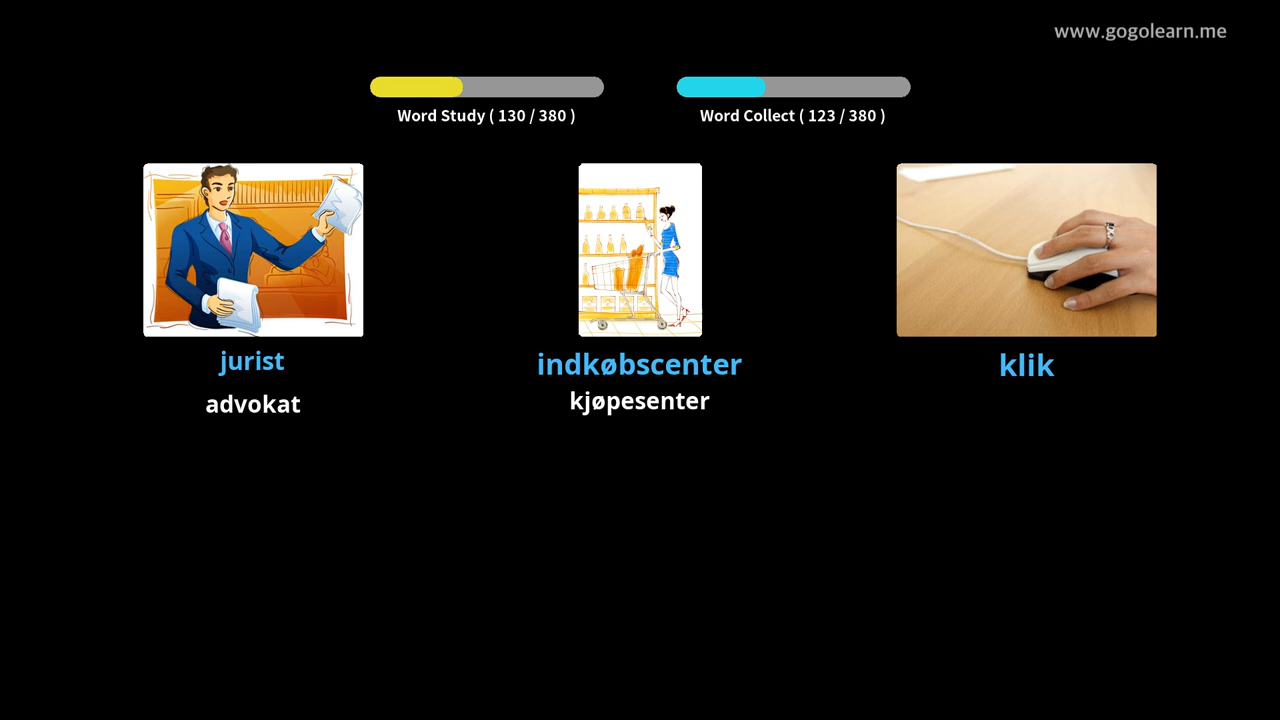 www.gogolearn.me
Word Study ( 130 / 380 )
Word Collect ( 123 / 380 )
jurist
indkøbscenter
klik
advokat
kjøpesenter